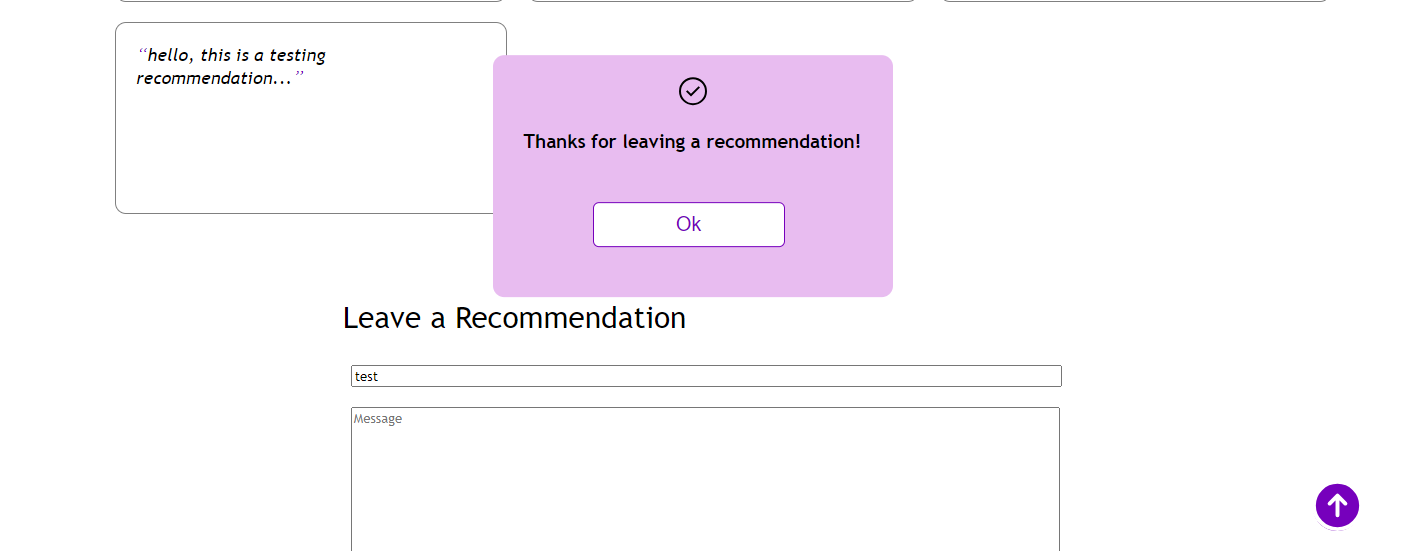 “hello, this is a testing
recommendation...”
Thanks for leaving a recommendation!
Ok
Leave a Recommendation
test
Message